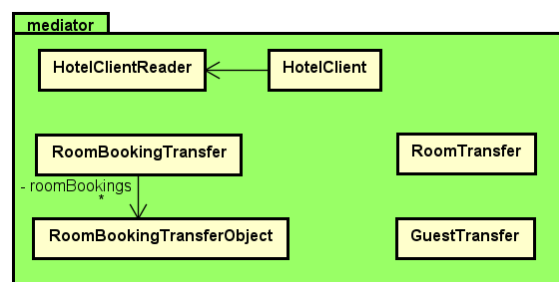 mediator
HotelClientReader
HotelClient
RoomBookingTransfer
RoomTransfer
- roomBookings
*
RoomBookingTransferObject
GuestTransfer